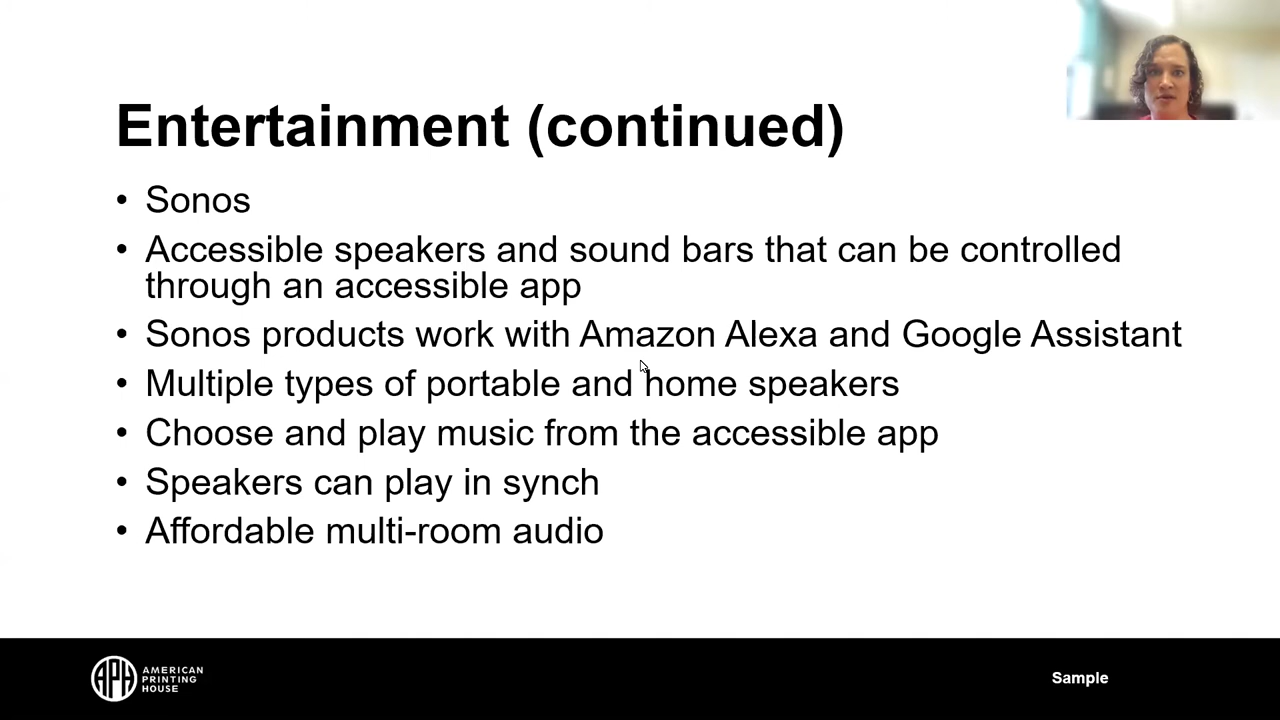 Entertainment (continued)
• Sonos
• Accessible speakers and sound bars that can be controlled
through an accessible app
• Sonos products work with Amazon Alexa and Google Assistant
• Multiple types of portable and home speakers
• Choose and play music from the accessible app
• Speakers can play in synch
• Affordable multi-room audio
APH
AMERICAN
PRINTING
HOUSE
Sample